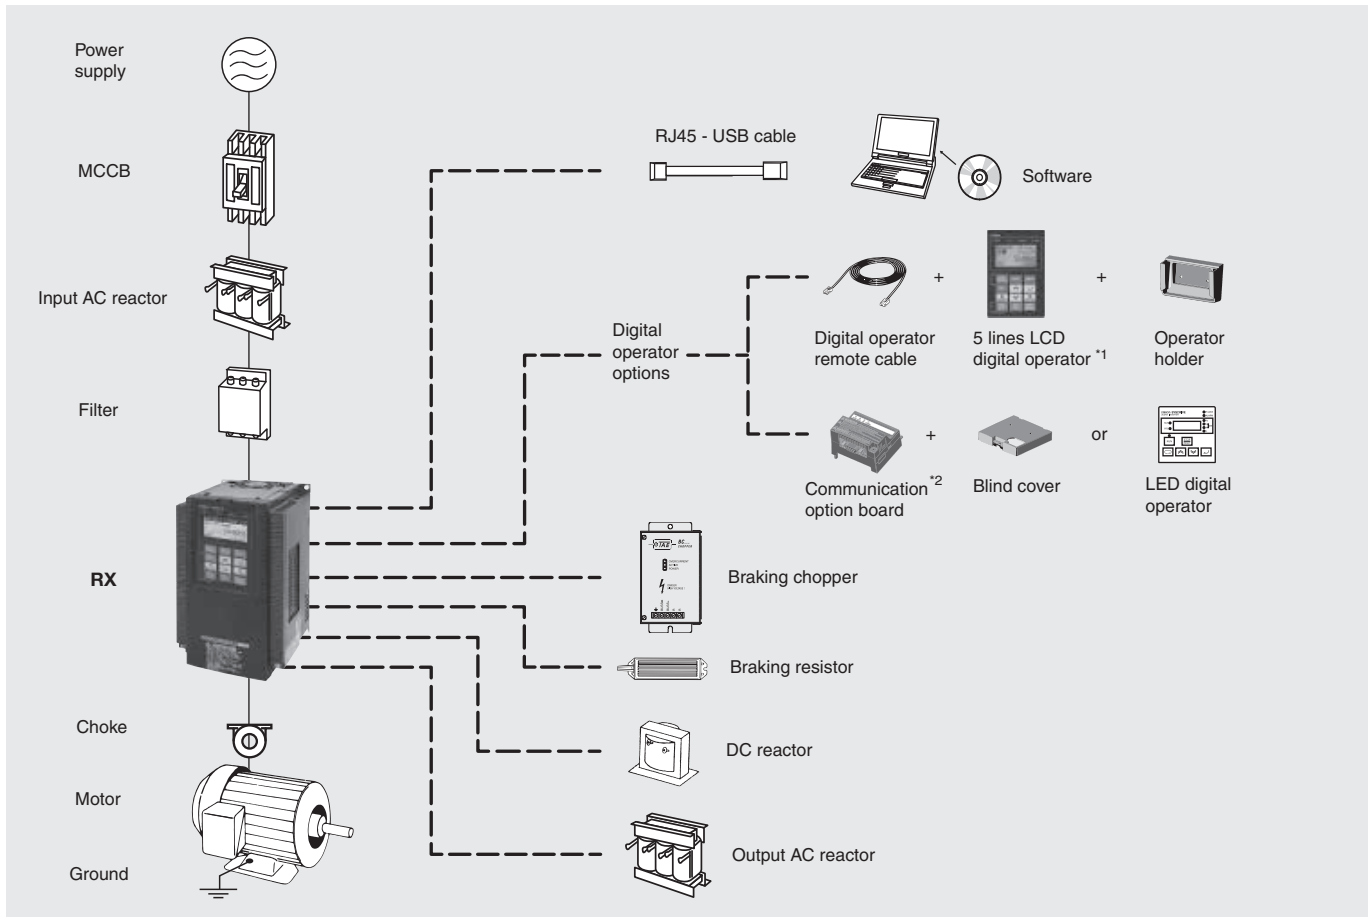 Power
supply
MCCB
Input AC reactor
Filter
RX
Choke
Motor
Ground
RJ45 - USB cable
Software
Digital
operator
options
Digital operator
remote cable
+
5 lines LCD
digital operator *1
+
Operator
holder
Communication*2
option board
+
Blind cover
or
LED digital
operator
Braking chopper
Braking resistor
DC reactor
Output AC reactor